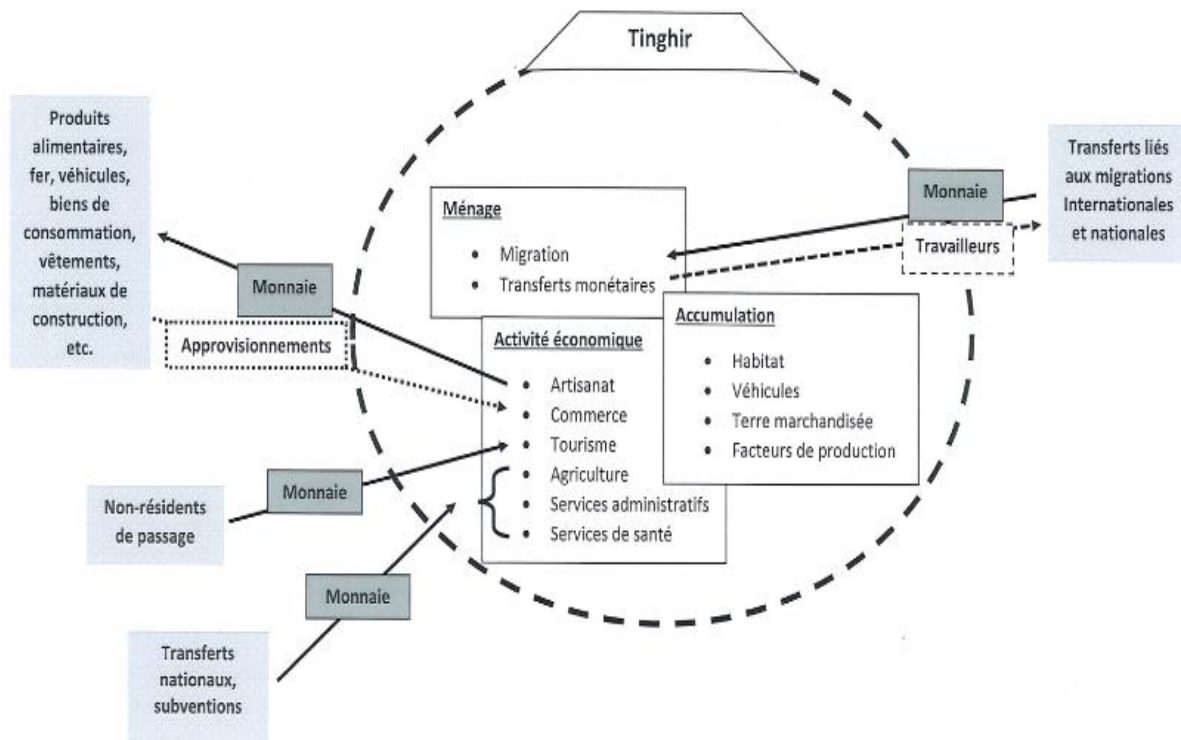 Tinghir
Produits
alimentaires,
fer, véhicules,
biens de
consommation,
vêtements,
matériaux de
construction,
etc.
Monnaie
Approvisionnements
Ménage
• Migration
• Transferts monétaires
Monnaie
Travailleurs
Transferts liés
aux migrations
Internationales
et nationales
Activité économique
• Artisanat
• Commerce
• Tourisme
• Agriculture
• Services administratifs
• Services de santé
Accumulation
• Habitat
• Véhicules
• Terre marchandisée
• Facteurs de production
Non-résidents
de passage
Monnaie
Monnaie
Transferts
nationaux,
subventions